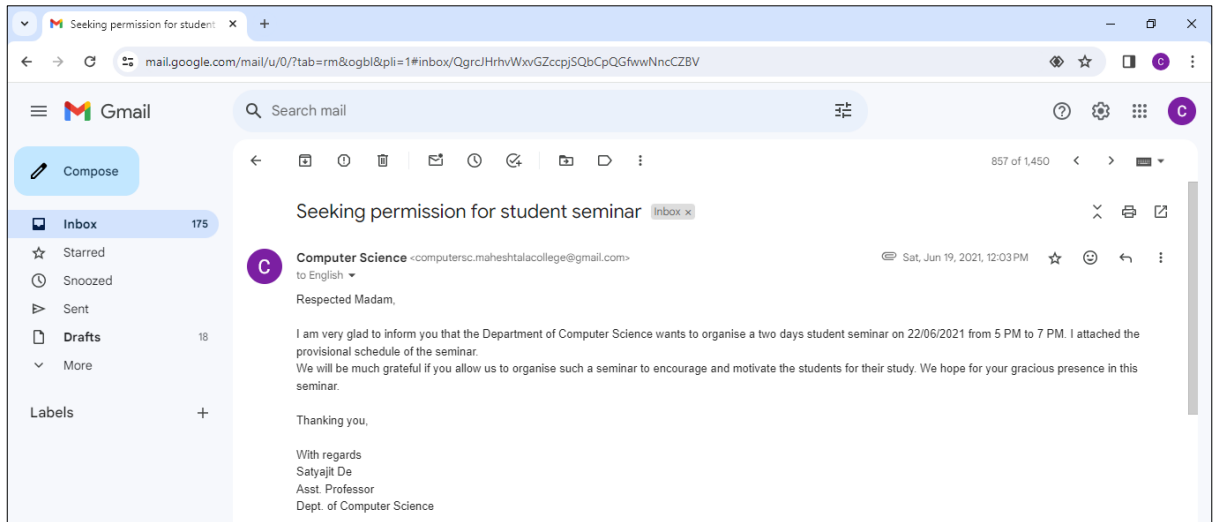 Seeking permission for student
mail.google.com/mail/u/0/?tab=rm&ogbl&pli=1#inbox/QgrcJHrhvWxvGZccpjSQbCpQGfwwNncCZBV
C
Gmail
Search mail
C
Compose
857 of 1,450
Inbox 175
Starred
Snoozed
Sent
Drafts 18
More
Labels
Seeking permission for student seminar Inbox x
C
Computer Science <computersc.maheshtalacollege@gmail.com> Sat, Jun 19, 2021, 12:03 PM
to English
Respected Madam,
I am very glad to inform you that the Department of Computer Science wants to organise a two days student seminar on 22/06/2021 from 5 PM to 7 PM. I attached the
provisional schedule of the seminar.
We will be much grateful if you allow us to organise such a seminar to encourage and motivate the students for their study. We hope for your gracious presence in this
seminar.
Thanking you,
With regards
Satyajit De
Asst. Professor
Dept. of Computer Science